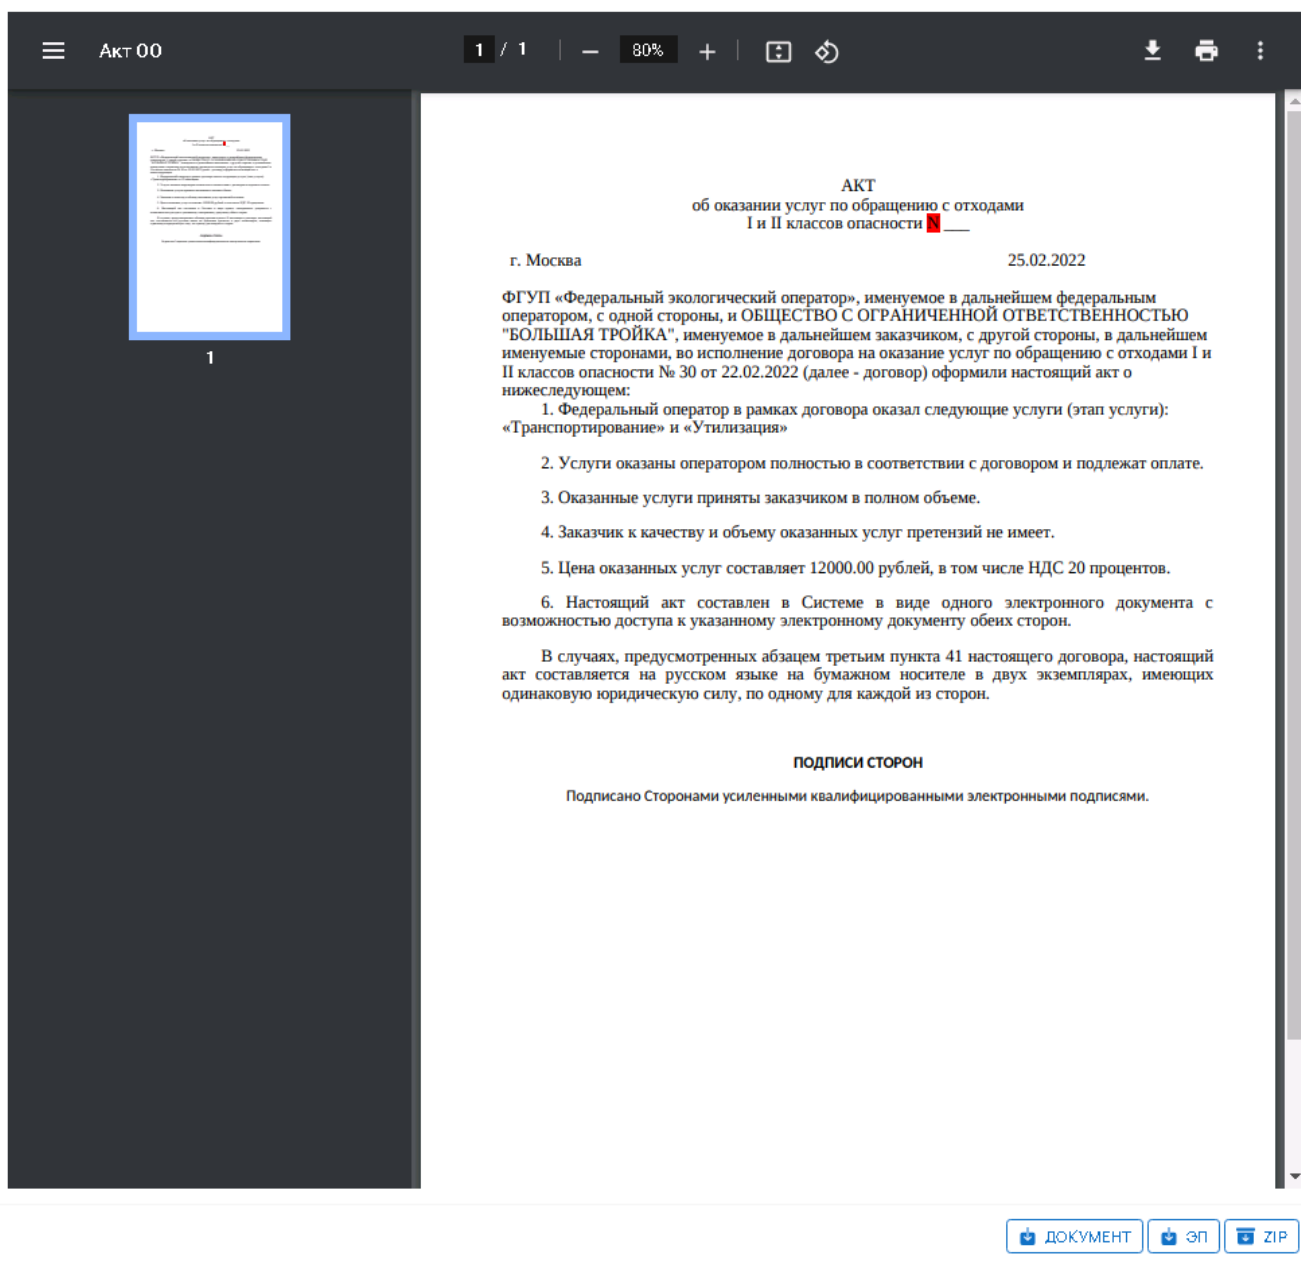 Акт ОО
1 / 1
80%
1
АКТ
об оказании услуг по обращению с отходами
I и II классов опасности N ___
г. Москва 25.02.2022
ФГУП «Федеральный экологический оператор», именуемое в дальнейшем федеральным
оператором, с одной стороны, и ОБЩЕСТВО С ОГРАНИЧЕННОЙ ОТВЕТСТВЕННОСТЬЮ
"БОЛЬШАЯ ТРОЙКА", именуемое в дальнейшем заказчиком, с другой стороны, в дальнейшем
именуемые сторонами, во исполнение договора на оказание услуг по обращению с отходами I и
II классов опасности № 30 от 22.02.2022 (далее - договор) оформили настоящий акт о
нижеследующем:
1. Федеральный оператор в рамках договора оказал следующие услуги (этап услуги):
«Транспортирование» и «Утилизация»
2. Услуги оказаны оператором полностью в соответствии с договором и подлежат оплате.
3. Оказанные услуги приняты заказчиком в полном объеме.
4. Заказчик к качеству и объему оказанных услуг претензий не имеет.
5. Цена оказанных услуг составляет 12000.00 рублей, в том числе НДС 20 процентов.
6. Настоящий акт составлен в Системе в виде одного электронного документа с
возможностью доступа к указанному электронному документу обеих сторон.
В случаях, предусмотренных абзацем третьим пункта 41 настоящего договора, настоящий
акт составляется на русском языке на бумажном носителе в двух экземплярах, имеющих
одинаковую юридическую силу, по одному для каждой из сторон.
ПОДПИСИ СТОРОН
Подписано Сторонами усиленными квалифицированными электронными подписями.
ДОКУМЕНТ ЭП ZIP